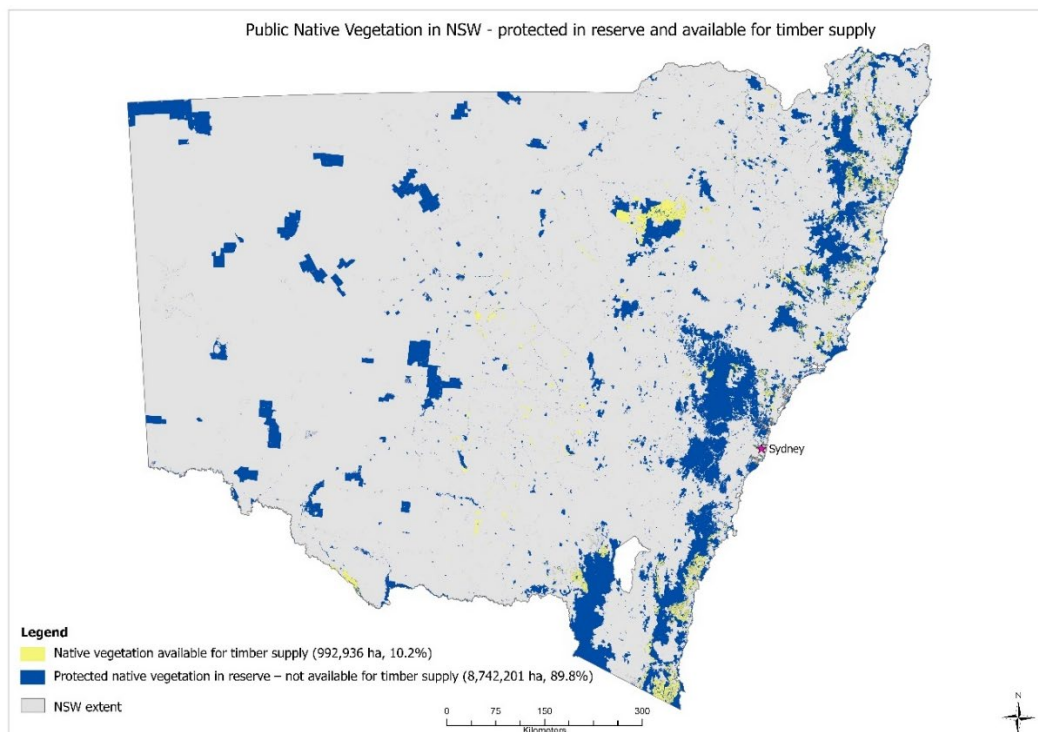 Public Native Vegetation in NSW - protected in reserve and available for timber supply
Sydney
Legend
Native vegetation available for timber supply (992,936 ha, 10.2%)
Protected native vegetation in reserve – not available for timber supply (8,742,201 ha, 89.8%)
NSW extent
0 75 150 300
Kilometers
N